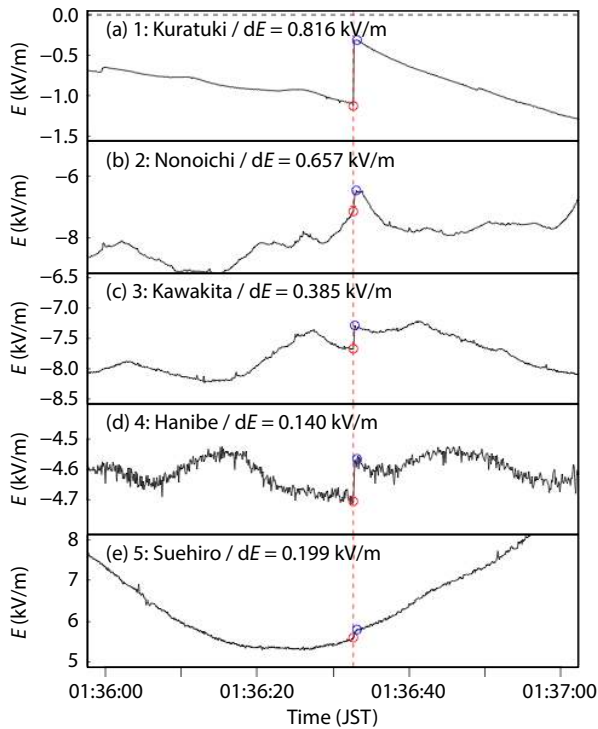 (a) 1: Kuratuki / dE = 0.816 kV/m
0.0
−0.5
−1.0
−1.5
E (kV/m)
(b) 2: Nonoichi / dE = 0.657 kV/m
−6
−8
E (kV/m)
(c) 3: Kawakita / dE = 0.385 kV/m
−6.5
−7.0
−7.5
−8.0
−8.5
E (kV/m)
(d) 4: Hanibe / dE = 0.140 kV/m
−4.5
−4.6
−4.7
E (kV/m)
(e) 5: Suehiro / dE = 0.199 kV/m
8
7
6
5
E (kV/m)
01:36:00 01:36:20 01:36:40 01:37:00
Time (JST)